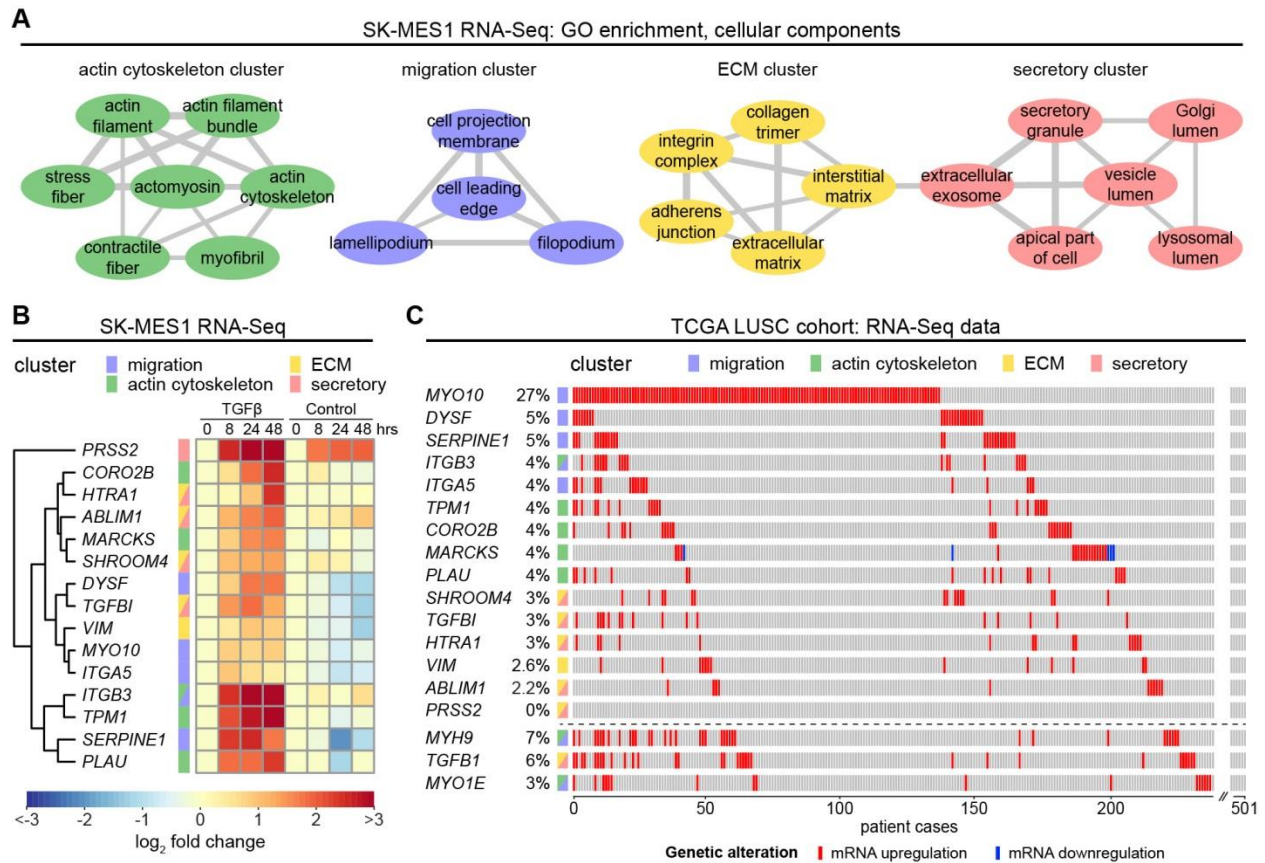 A
SK-MES1 RNA-Seq: GO enrichment, cellular components
actin cytoskeleton cluster
actin
filament
actin filament
bundle
stress
fiber
actomyosin
actin
cytoskeleton
contractile
fiber
myofibril
migration cluster
cell projection
membrane
cell leading
edge
lamellipodium
filopodium
ECM cluster
collagen
trimer
integrin
complex
interstitial
matrix
adherens
junction
extracellular
matrix
secretory cluster
secretory
granule
Golgi
lumen
extracellular
exosome
vesicle
lumen
apical part
of cell
lysosomal
lumen
B
SK-MES1 RNA-Seq
cluster
migration
ECM
actin cytoskeleton
secretory
TGFβ Control
0 8 24 48 0 8 24 48 hrs
PRSS2
CORO2B
HTRA1
ABLIM1
MARCKS
SHROOM4
DYSF
TGFBI
VIM
MYO10
ITGA5
ITGB3
TPM1
SERPINE1
PLAU
<-3 -2 -1 0 1 2 >3
log2 fold change
C
TCGA LUSC cohort: RNA-Seq data
cluster migration actin cytoskeleton ECM secretory
MYO10 27%
DYSF 5%
SERPINE1 5%
ITGB3 4%
ITGA5 4%
TPM1 4%
CORO2B 4%
MARCKS 4%
PLAU 4%
SHROOM4 3%
TGFBI 3%
HTRA1 3%
VIM 2.6%
ABLIM1 2.2%
PRSS2 0%
MYH9 7%
TGFB1 6%
MYO1E 3%
0 50 100 150 200 // 501
patient cases
Genetic alteration mRNA upregulation mRNA downregulation